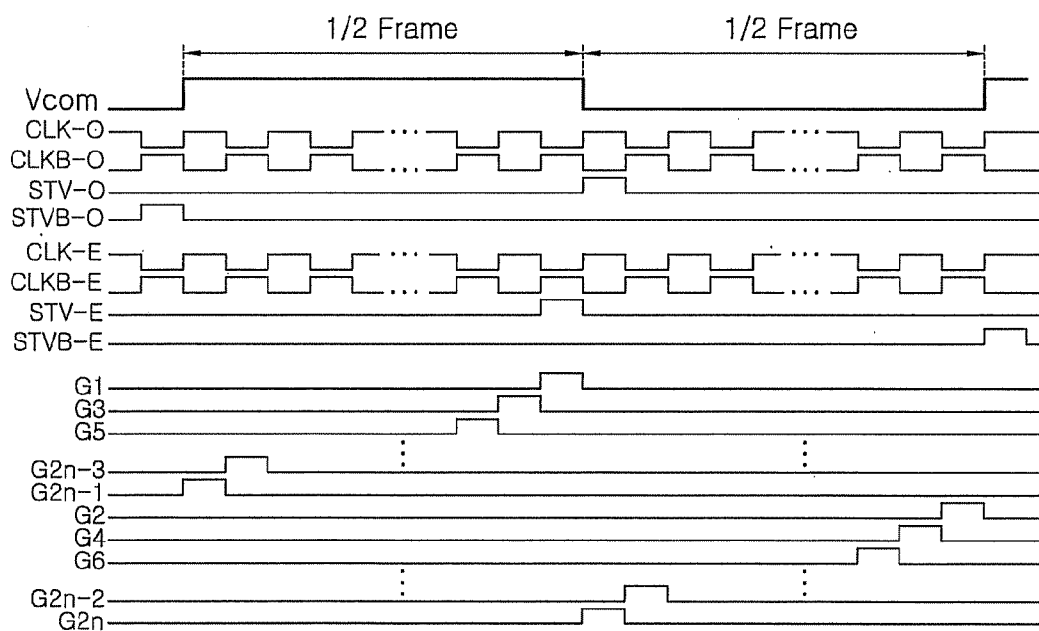 1/2 Frame 1/2 Frame
Vcom
CLK-O
CLKB-O
STV-O
STVB-O
CLK-E
CLKB-E
STV-E
STVB-E
G1
G3
G5
G2n-3
G2n-1
G2
G4
G6
G2n-2
G2n